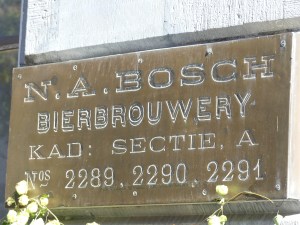 N. A. BOSCH
BIERBROUWERY
KAD: SECTIE, A
Nos 2289, 2290, 2291